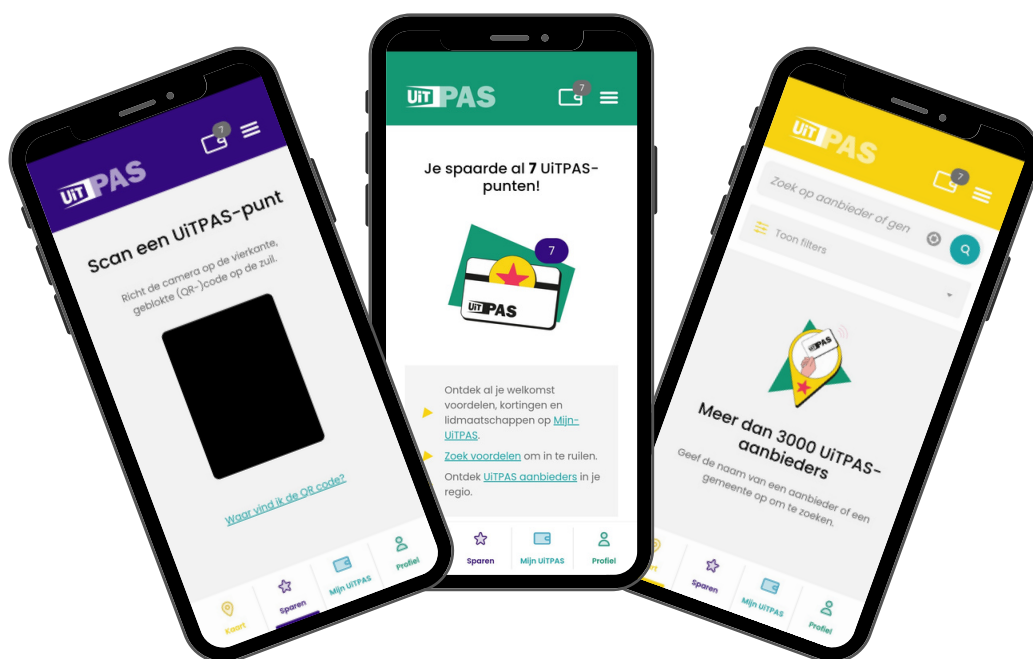 UiTPAS
7
Scan een UiTPAS-punt
Richt de camera op de vierkante,
geblokte (QR-)code op de zuil.
Waar vind ik de QR code?
Kaart
Sparen
Mijn UiTPAS
Profiel
UiTPAS
7
Je spaarde al 7 UiTPAS-
punten!
7
UiTPAS
Ontdek al je welkomst
voordelen, kortingen en
lidmaatschappen op Mijn-
UiTPAS.
Zoek voordelen om in te ruilen.
Ontdek UiTPAS aanbieders in je
regio.
Sparen
Mijn UiTPAS
Profiel
UiTPAS
7
Zoek op aanbieder of gen
Toon filters
UiTPAS
Meer dan 3000 UiTPAS-
aanbieders
Geef de naam van een aanbieder of een
gemeente op om te zoeken.
Sparen
Mijn UiTPAS
Profiel